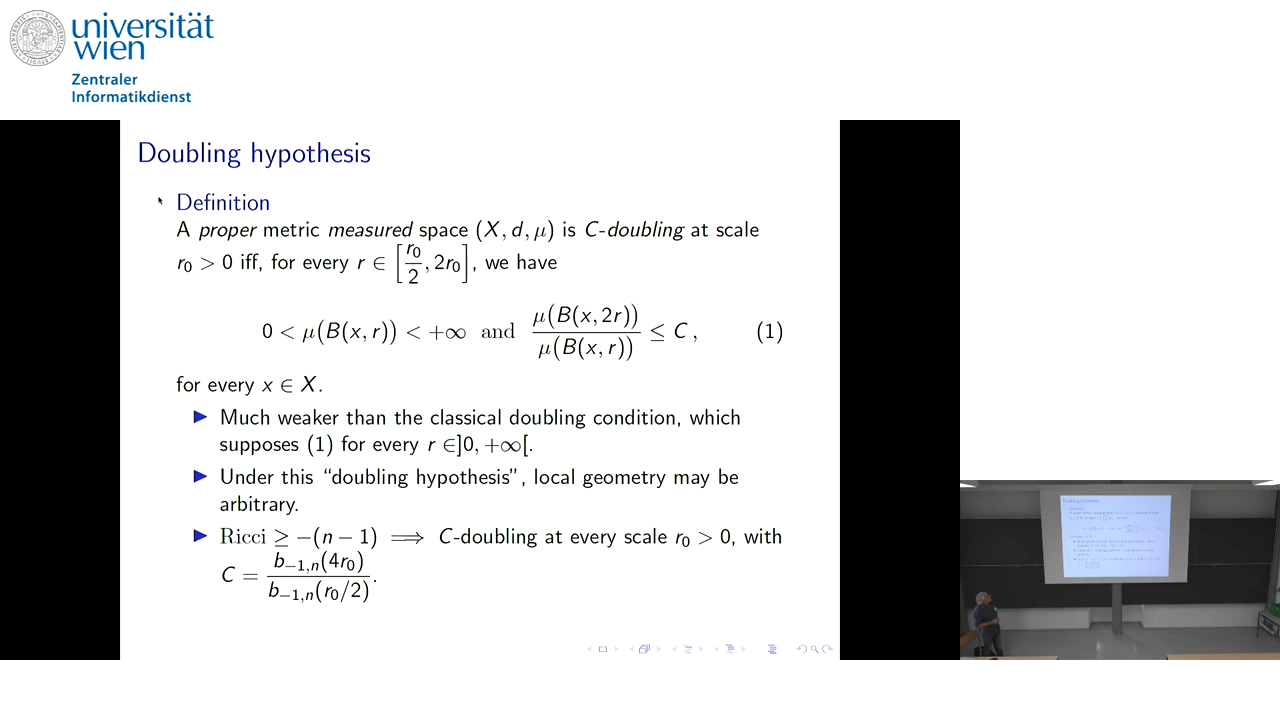 universität
wien
Zentraler
Informatikdienst
Doubling hypothesis
Definition
A proper metric measured space (X, d, μ) is C-doubling at scale
r₀ > 0 iff, for every r ∈ [r₀/2, 2r₀], we have
0 < μ(B(x, r)) < +∞ and μ(B(x, 2r))/μ(B(x, r)) ≤ C , (1)
for every x ∈ X.
▶ Much weaker than the classical doubling condition, which
supposes (1) for every r ∈]0, +∞[.
▶ Under this “doubling hypothesis”, local geometry may be
arbitrary.
▶ Ricci ≥ −(n − 1) ⟹ C-doubling at every scale r₀ > 0, with
C = b₋₁,ₙ(4r₀)/b₋₁,ₙ(r₀/2).
Doubling hypothesis